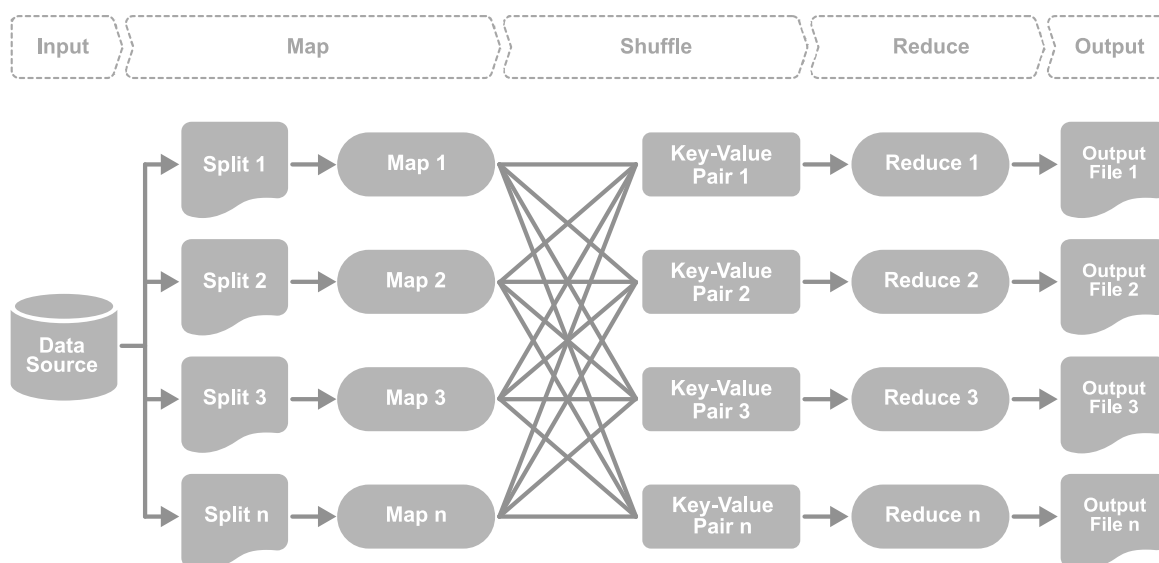 Input
Map
Shuffle
Reduce
Output
Split 1
Map 1
Key-Value
Pair 1
Reduce 1
Output
File 1
Split 2
Map 2
Key-Value
Pair 2
Reduce 2
Output
File 2
Data
Source
Split 3
Map 3
Key-Value
Pair 3
Reduce 3
Output
File 3
Split n
Map n
Key-Value
Pair n
Reduce n
Output
File n